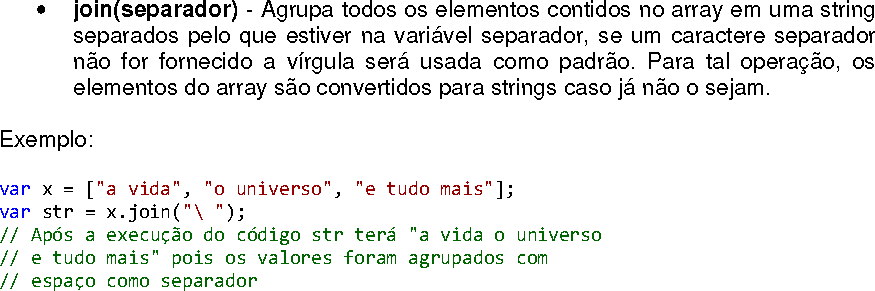 • join(separador) - Agrupa todos os elementos contidos no array em uma string
separados pelo que estiver na variável separador, se um caractere separador
não for fornecido a vírgula será usada como padrão. Para tal operação, os
elementos do array são convertidos para strings caso já não o sejam.
Exemplo:
var x = ["a vida", "o universo", "e tudo mais"];
var str = x.join("\ ");
// Após a execução do código str terá "a vida o universo
// e tudo mais" pois os valores foram agrupados com
// espaço como separador